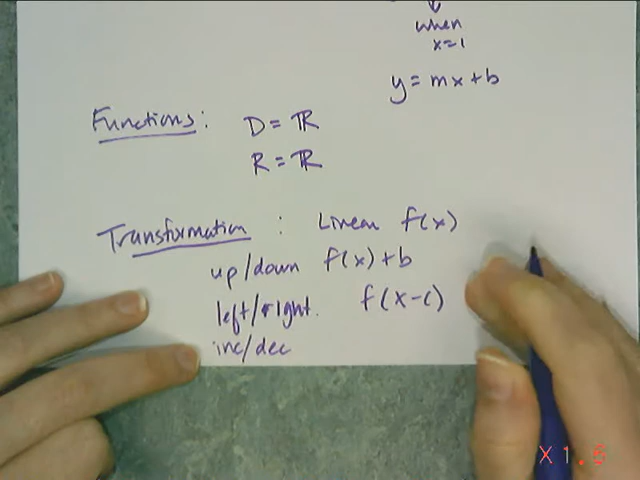 when
x=1
y = mx + b
Functions: D = ℝ
R = ℝ
Transformation : Linear f(x)
up/down f(x) + b
left/right. f(x-c)
inc/dec
X1.5